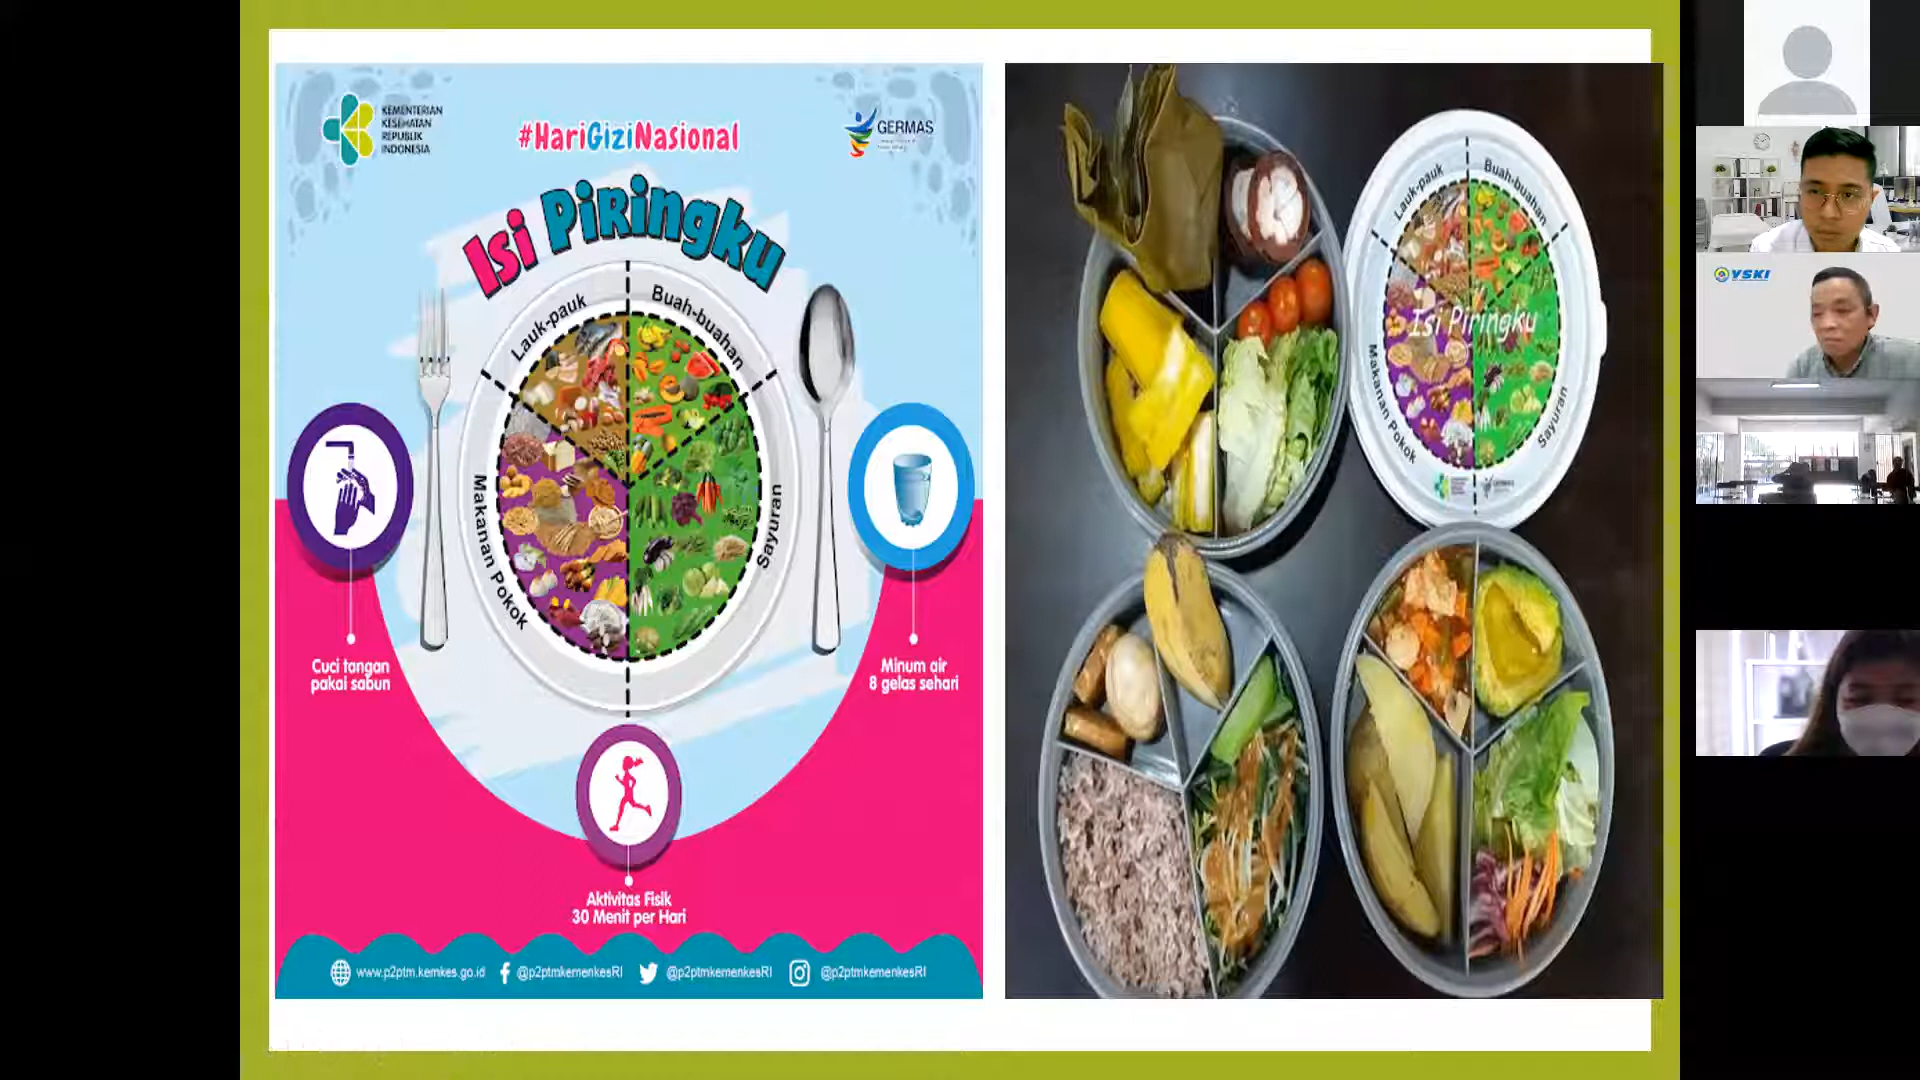 KEMENTERIAN
KESEHATAN
REPUBLIK
INDONESIA
#HariGiziNasional
GERMAS
Isi Piringku
Lauk-pauk
Buah-buahan
Makanan Pokok
Sayuran
Cuci tangan
pakai sabun
Minum air
8 gelas sehari
Aktivitas Fisik
30 Menit per Hari
www.p2ptm.kemkes.go.id
@p2ptmkemenkesRI
@p2ptmkemenkesRI
@p2ptmkemenkesRI
Lauk-pauk
Buah-buahan
Isi Piringku
Makanan Pokok
Sayuran
GERMAS
YSKI